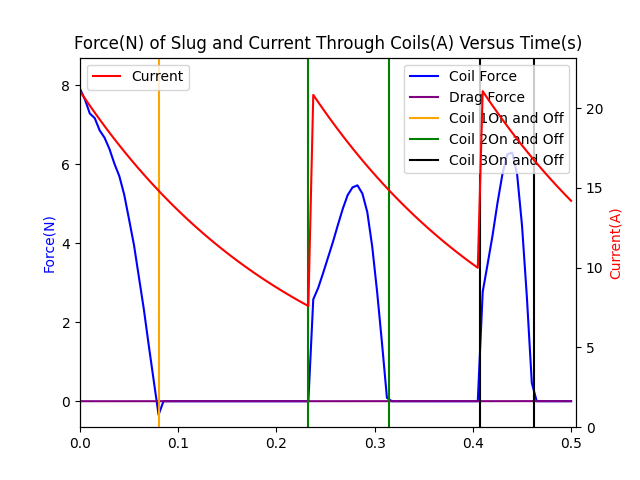 Force(N) of Slug and Current Through Coils(A) Versus Time(s)
Current
Coil Force
Drag Force
Coil 1On and Off
Coil 2On and Off
Coil 3On and Off
Force(N)
8
6
4
2
0
Current(A)
20
15
10
5
0
0.0 0.1 0.2 0.3 0.4 0.5